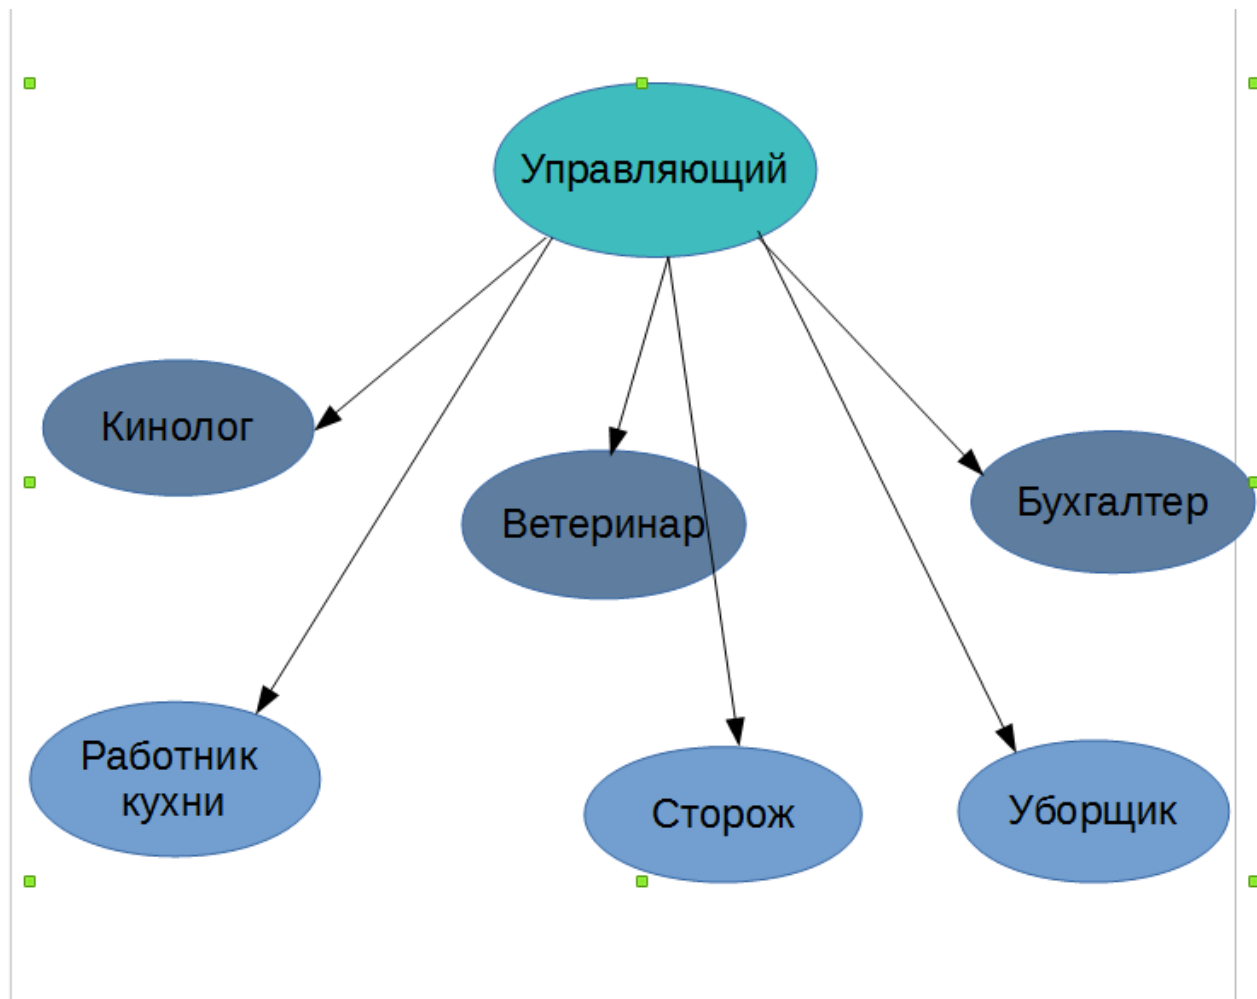 Управляющий
Кинолог
Ветеринар
Бухгалтер
Работник
кухни
Сторож
Уборщик